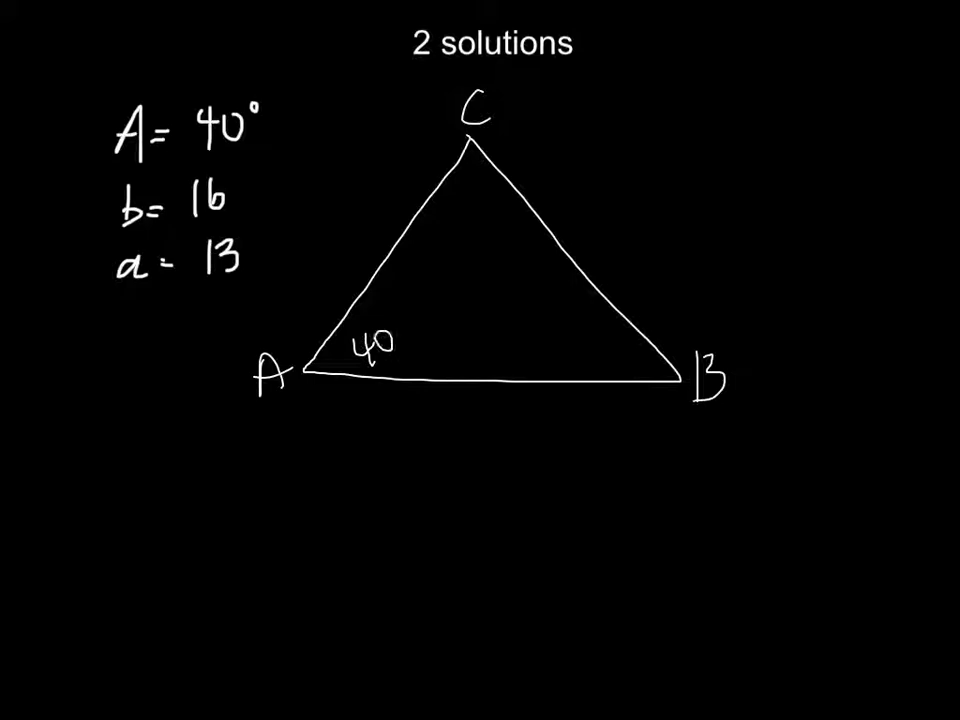 2 solutions
C
A = 40°
b = 16
a = 13
40
A
B